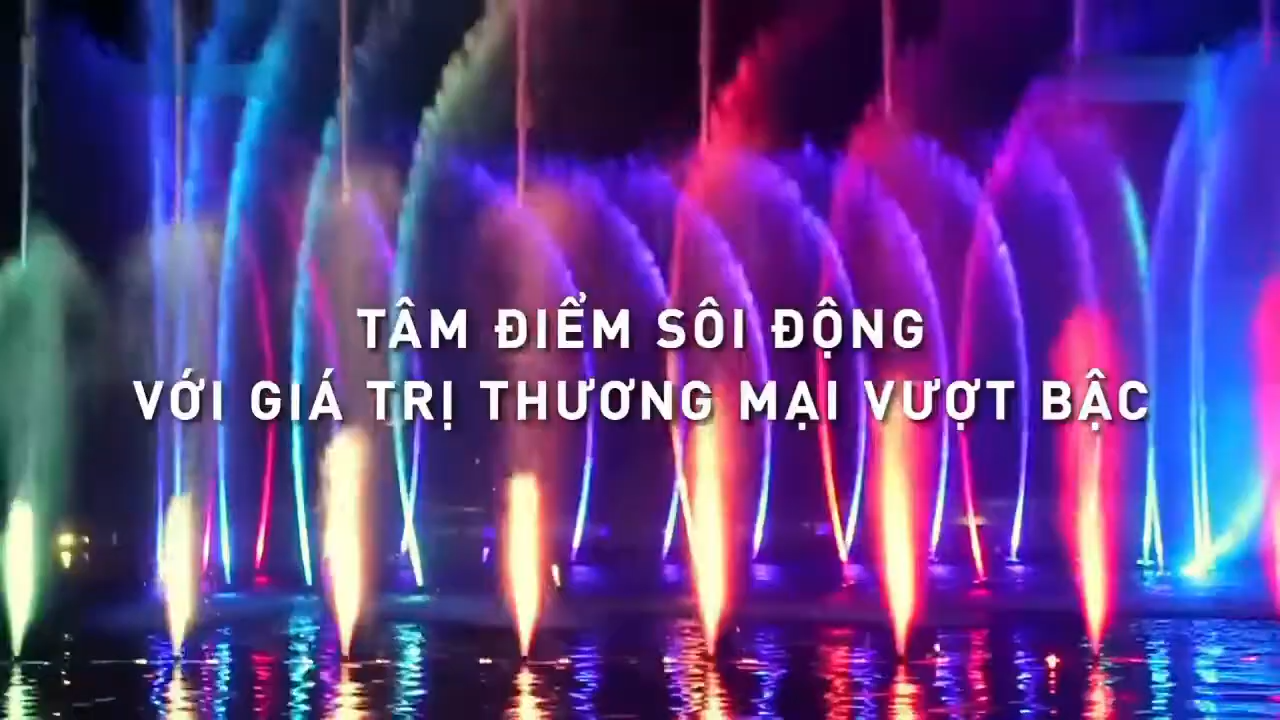 TÂM ĐIỂM SÔI ĐỘNG
VỚI GIÁ TRỊ THƯƠNG MẠI VƯỢT BẬC